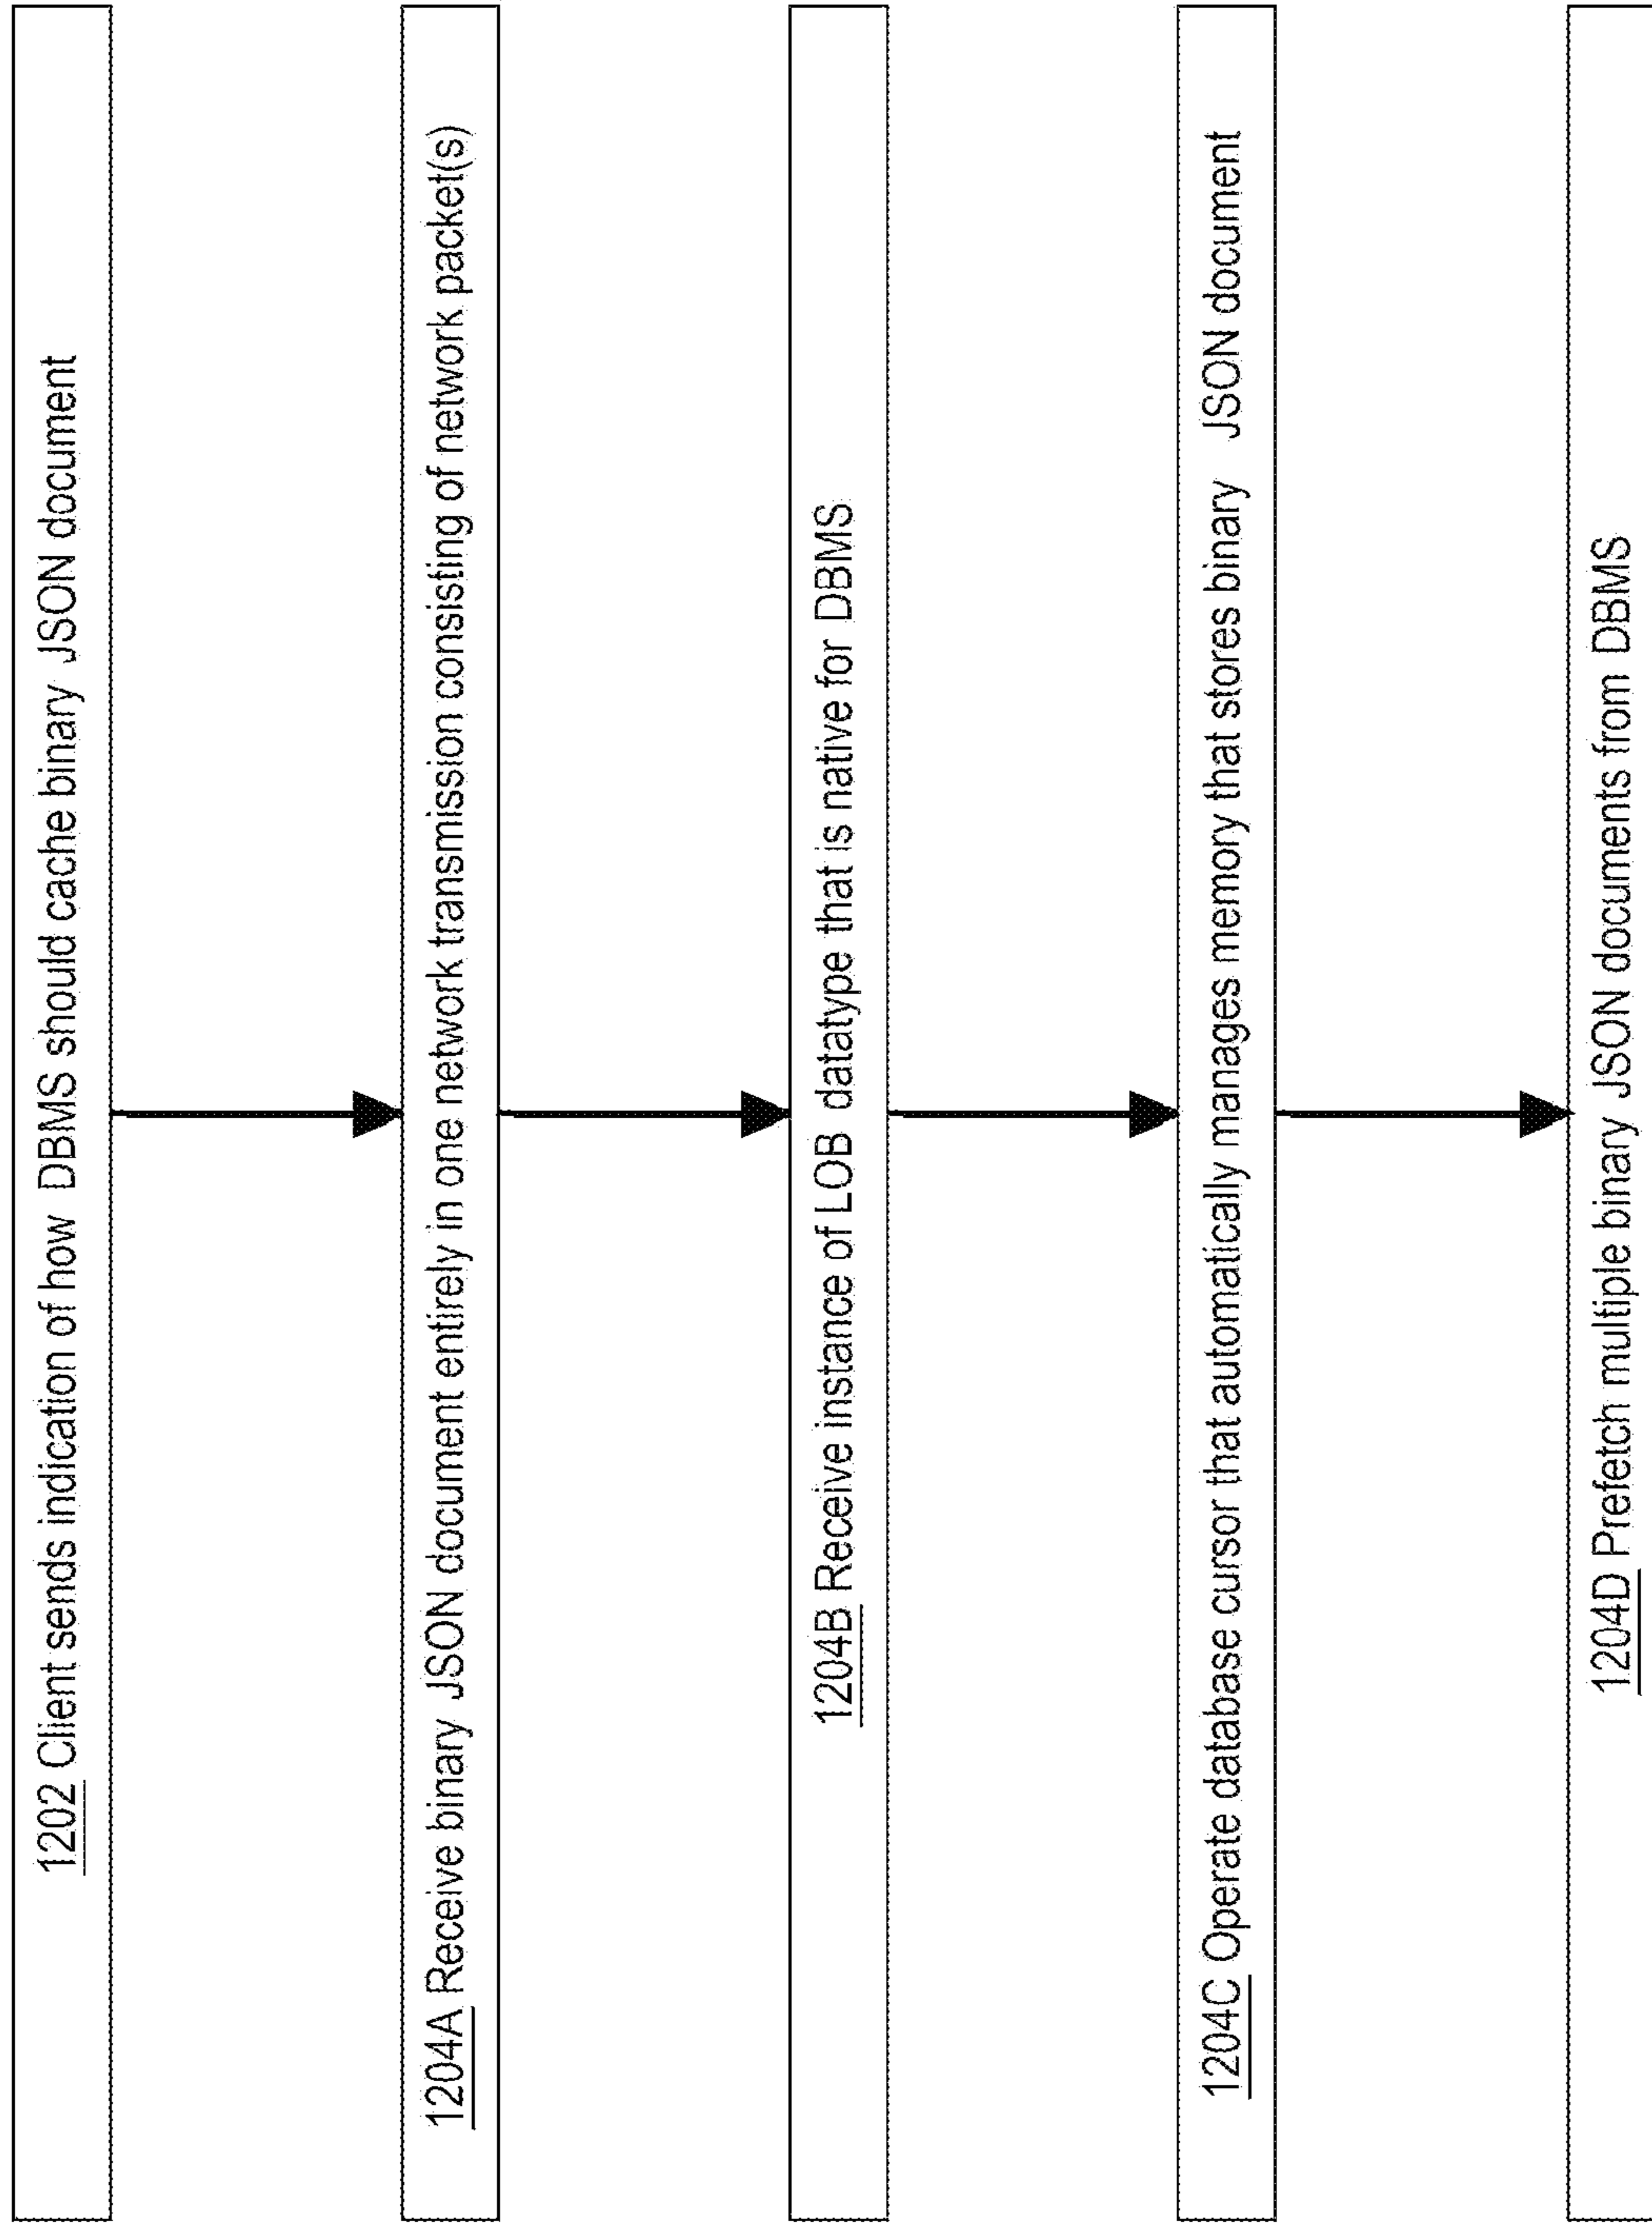 1202 Client sends indication of how DBMS should cache binary JSON document
1204A Receive binary JSON document entirely in one network transmission consisting of network packet(s)
1204B Receive instance of LOB datatype that is native for DBMS
1204C Operate database cursor that automatically manages memory that stores binary JSON document
1204D Prefetch multiple binary JSON documents from DBMS